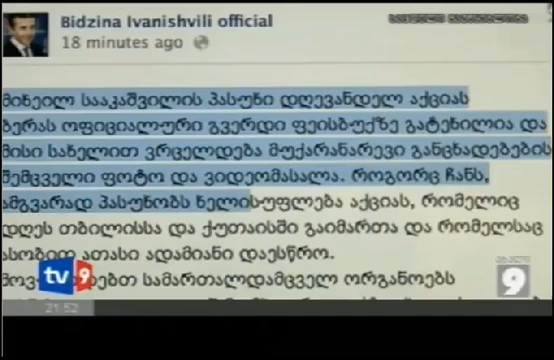 Bidzina Ivanishvili official
18 minutes ago
მიხეილ სააკაშვილის პასუხი დღევანდელ აქციას
ბერას ოფიციალური გვერდი ფეისბუქზე გატეხილია და
მისი სახელით ვრცელდება მუქარანარევი განცხადებების
შემცველი ფოტო და ვიდეომასალა. როგორც ჩანს,
ამგვარად პასუხობს ხელისუფლება აქციას, რომელიც
დღეს თბილისსა და ქუთაისში გაიმართა და რომელსაც
ასობით ათასი ადამიანი დაესწრო.
სამართალდამცველ ორგანოებს
tv9
9
21:52